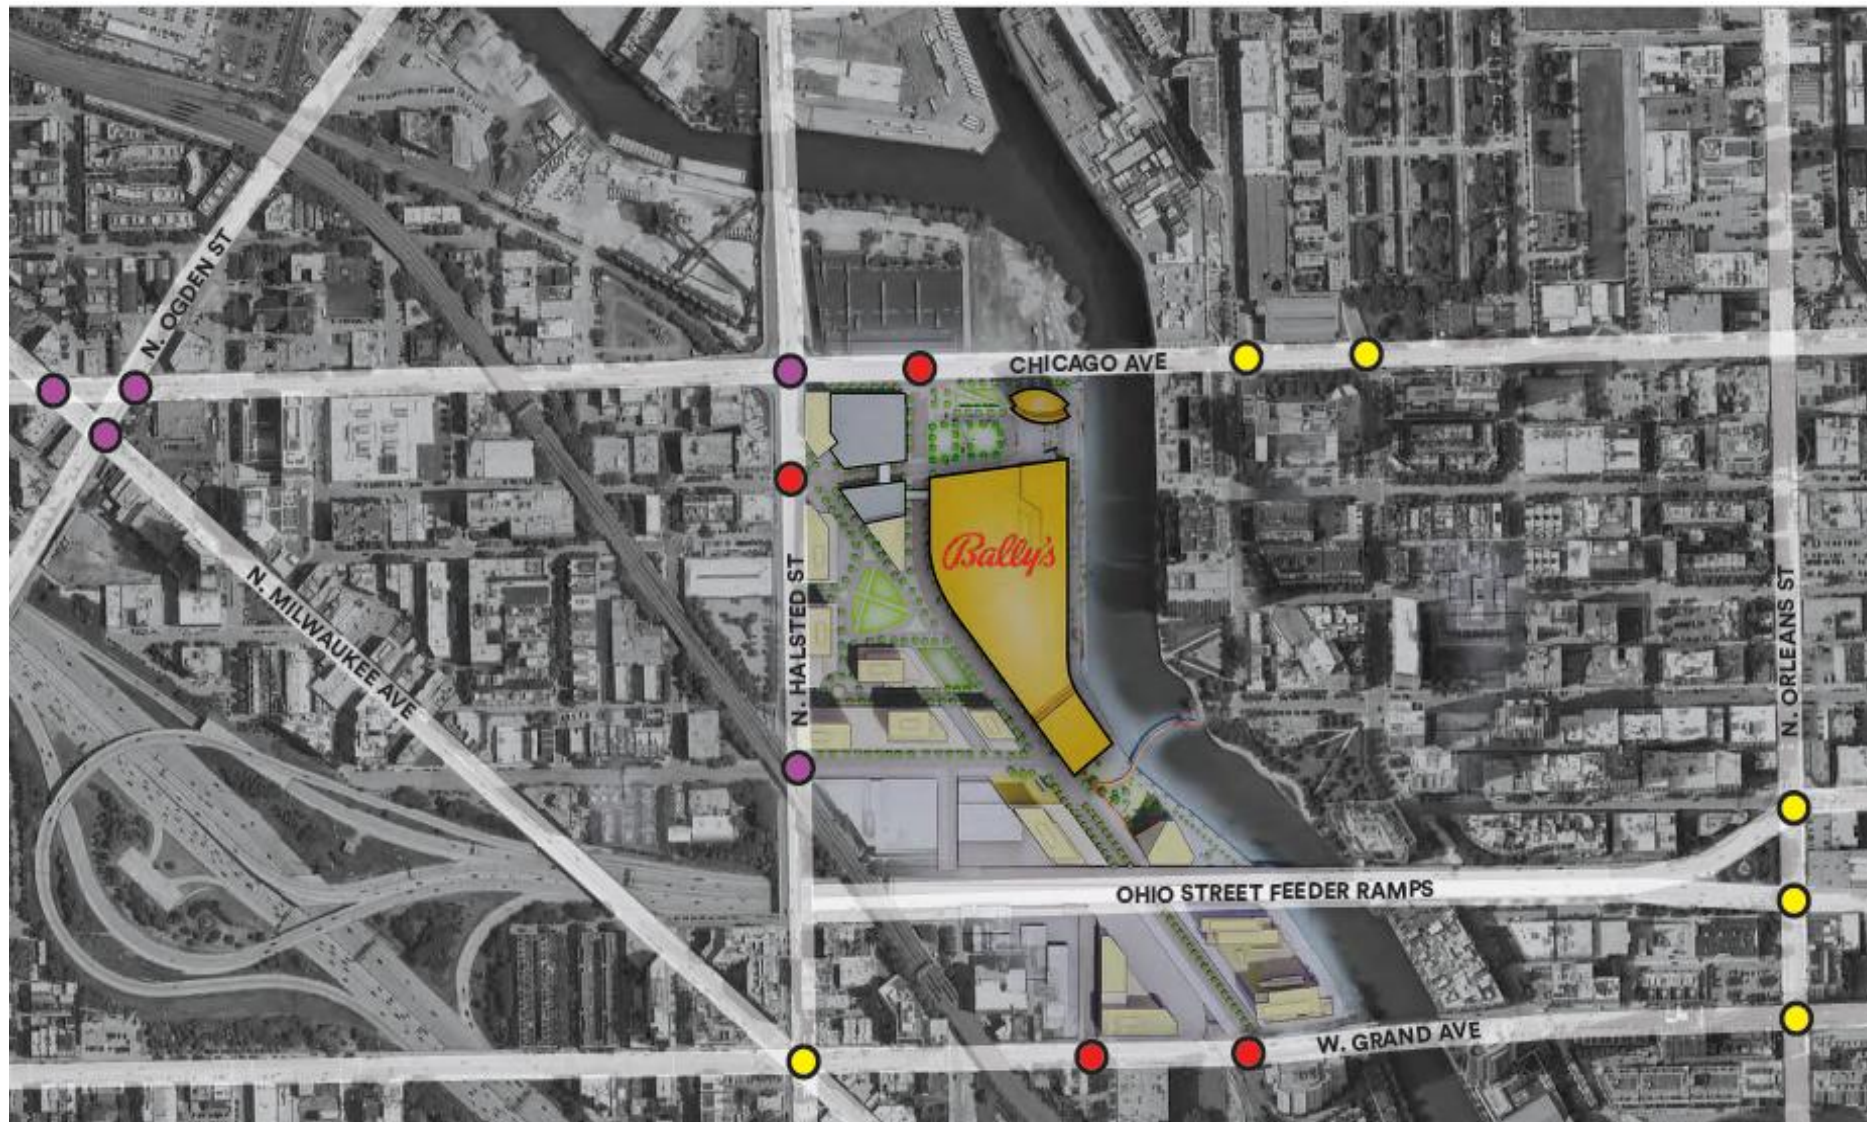 N. OGDEN ST
CHICAGO AVE
Bally's
N. MILWAUKEE AVE
N. HALSTED ST
N. ORLEANS ST
OHIO STREET FEEDER RAMPS
W. GRAND AVE